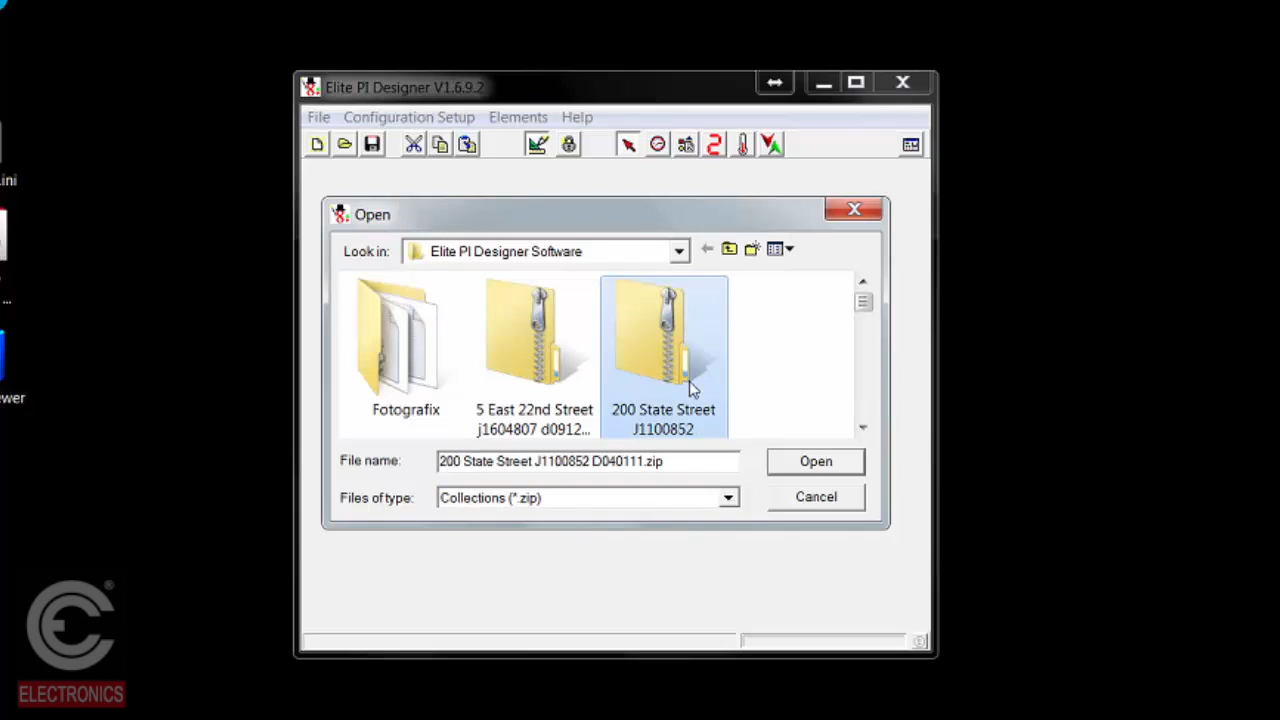 Elite PI Designer V1.6.9.2
File Configuration Setup Elements Help
Open
Look in: Elite PI Designer Software
Fotografix
5 East 22nd Street
j1604807 d0912...
200 State Street
J1100852
File name: 200 State Street J1100852 D040111.zip Open
Files of type: Collections (*.zip) Cancel
.ini
...
ewer
CE
®
ELECTRONICS